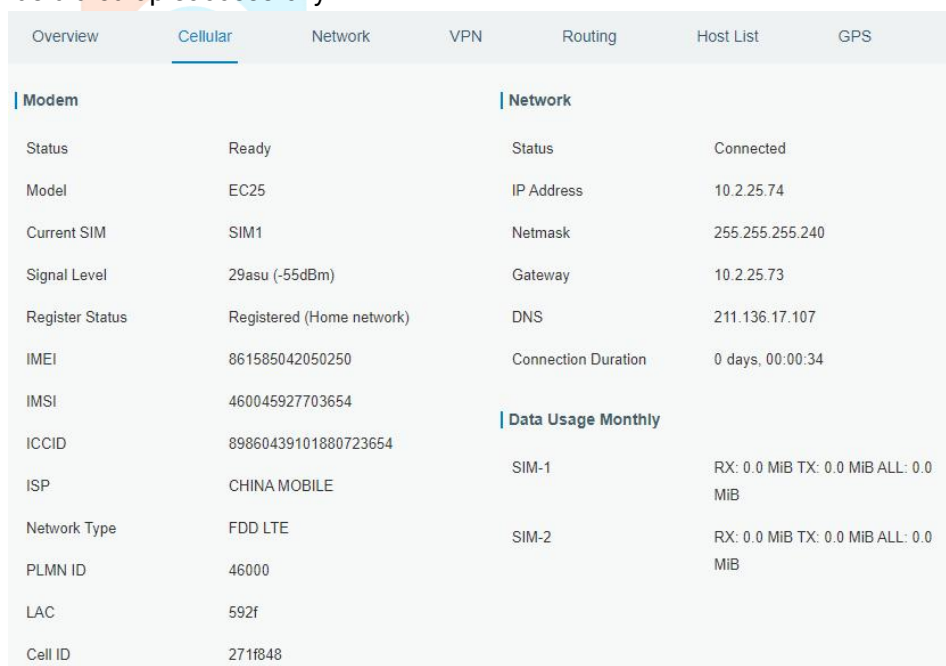 Overview Cellular Network VPN Routing Host List GPS
Modem
Status Ready
Model EC25
Current SIM SIM1
Signal Level 29asu (-55dBm)
Register Status Registered (Home network)
IMEI 861585042050250
IMSI 460045927703654
ICCID 89860439101880723654
ISP CHINA MOBILE
Network Type FDD LTE
PLMN ID 46000
LAC 592f
Cell ID 271f848
Network
Status Connected
IP Address 10.2.25.74
Netmask 255.255.255.240
Gateway 10.2.25.73
DNS 211.136.17.107
Connection Duration 0 days, 00:00:34
Data Usage Monthly
SIM-1 RX: 0.0 MiB TX: 0.0 MiB ALL: 0.0
MiB
SIM-2 RX: 0.0 MiB TX: 0.0 MiB ALL: 0.0
MiB